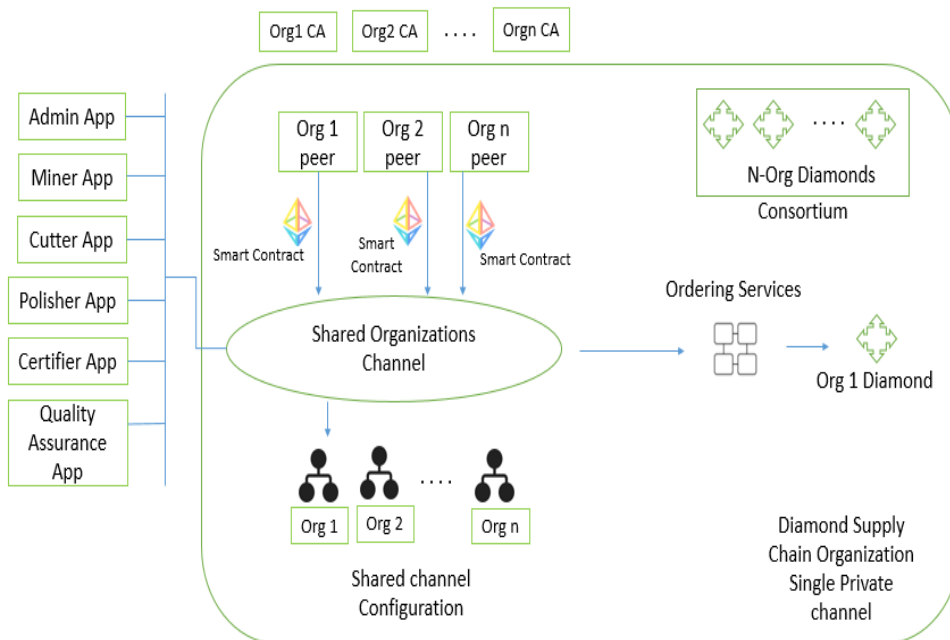 Org1 CA
Org2 CA
. . . .
Orgn CA
Admin App
Miner App
Cutter App
Polisher App
Certifier App
Quality
Assurance
App
Org 1
peer
Org 2
peer
Org n
peer
Smart Contract
Smart
Contract
Smart Contract
Shared Organizations
Channel
. . . .
N-Org Diamonds
Consortium
Ordering Services
Org 1 Diamond
. . . .
Org 1
Org 2
Org n
Shared channel
Configuration
Diamond Supply
Chain Organization
Single Private
channel